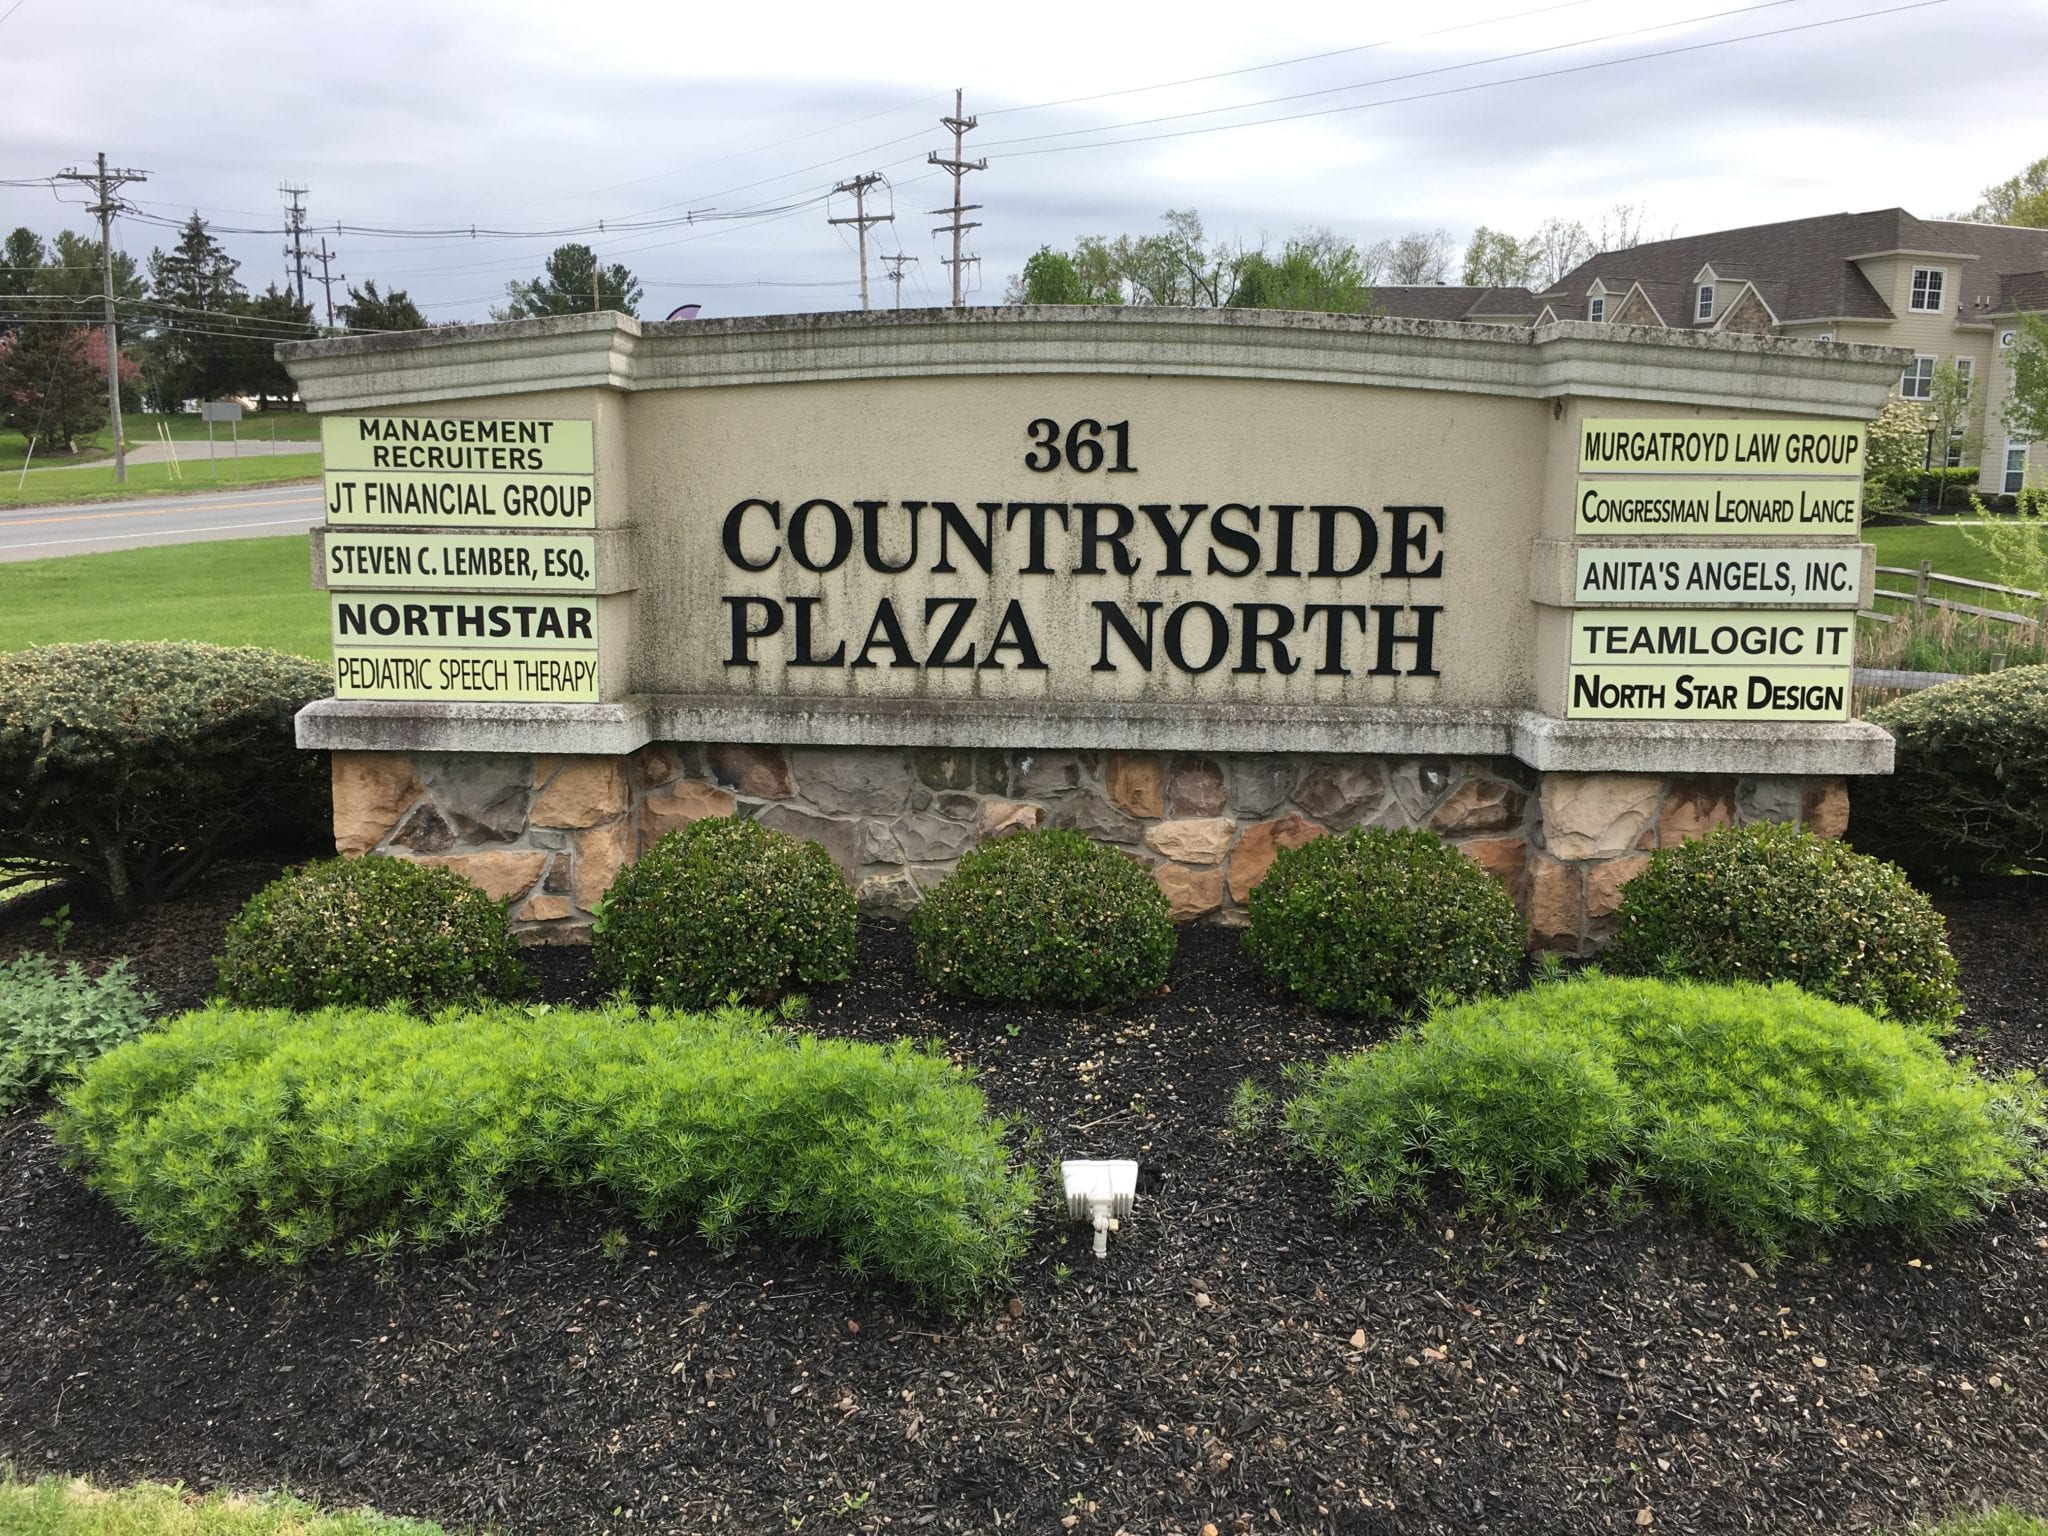 MANAGEMENT
RECRUITERS
JT FINANCIAL GROUP
STEVEN C. LEMBER, ESQ.
NORTHSTAR
PEDIATRIC SPEECH THERAPY
361
COUNTRYSIDE
PLAZA NORTH
MURGATROYD LAW GROUP
CONGRESSMAN LEONARD LANCE
ANITA'S ANGELS, INC.
TEAMLOGIC IT
NORTH STAR DESIGN